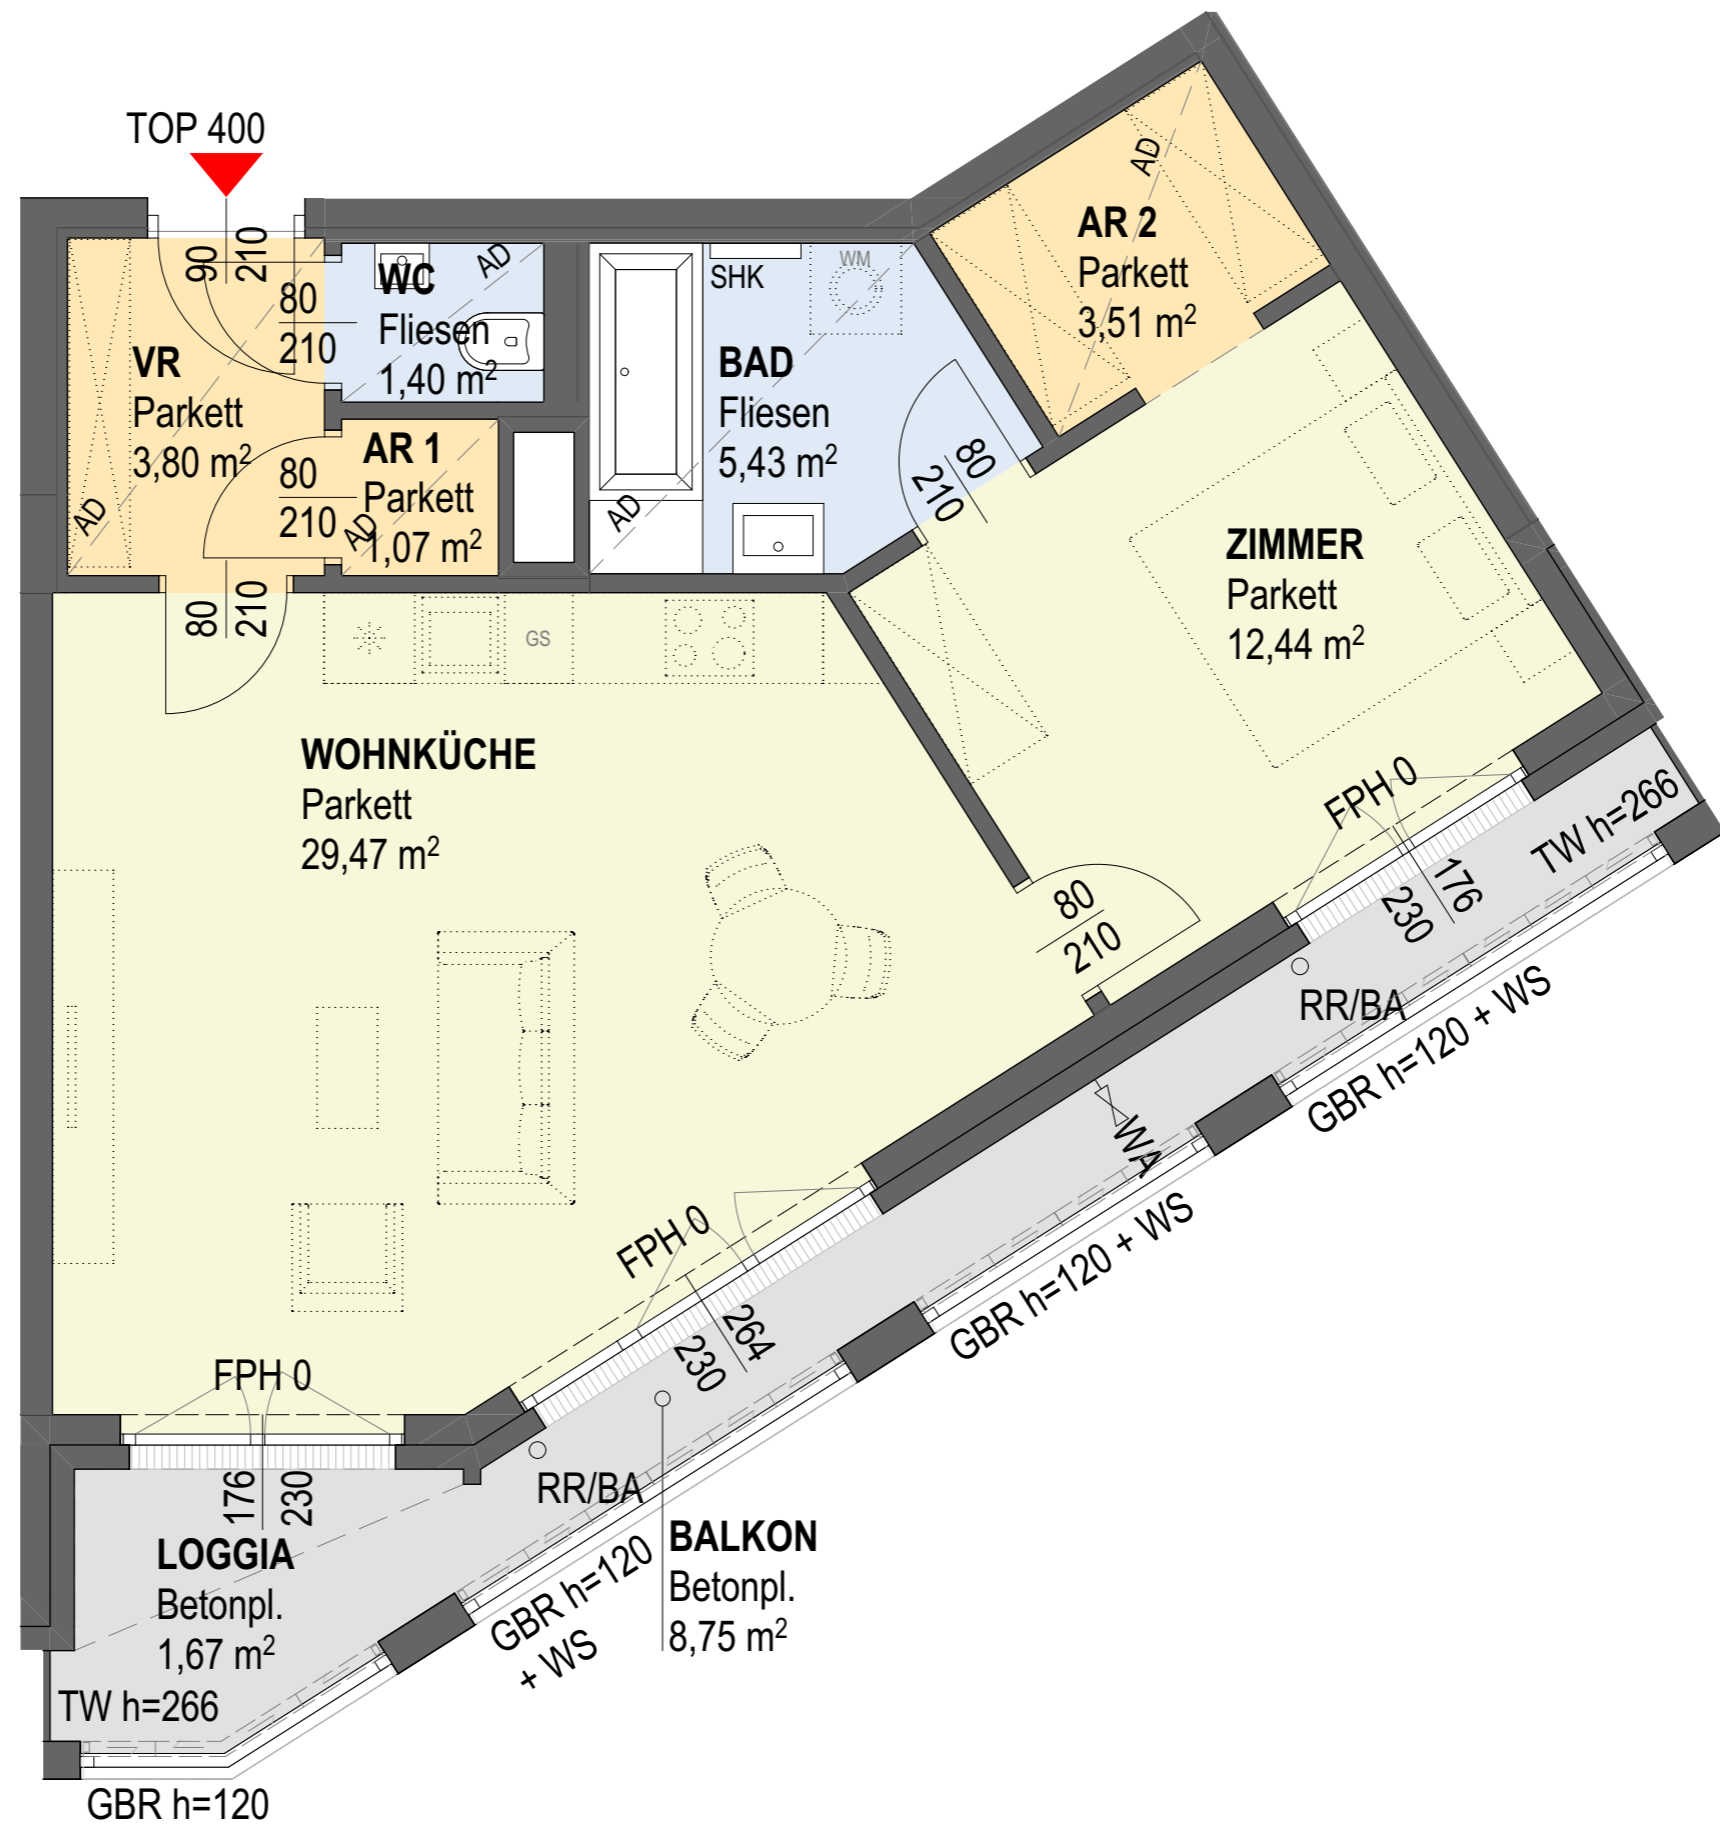 TOP 400
90
210
VR
Parkett
3,80 m²
AD
80
210
WC
Fliesen
1,40 m²
AD
80
210
AR 1
Parkett
1,07 m²
AD
80
210
SHK
WM
BAD
Fliesen
5,43 m²
AD
80
210
AR 2
Parkett
3,51 m²
AD
ZIMMER
Parkett
12,44 m²
GS
WOHNKÜCHE
Parkett
29,47 m²
80
210
FPH 0
176
230
TW h=266
RR/BA
GBR h=120 + WS
WA
GBR h=120 + WS
FPH 0
264
230
FPH 0
176
230
RR/BA
BALKON
Betonpl.
8,75 m²
GBR h=120
+ WS
LOGGIA
Betonpl.
1,67 m²
TW h=266
GBR h=120